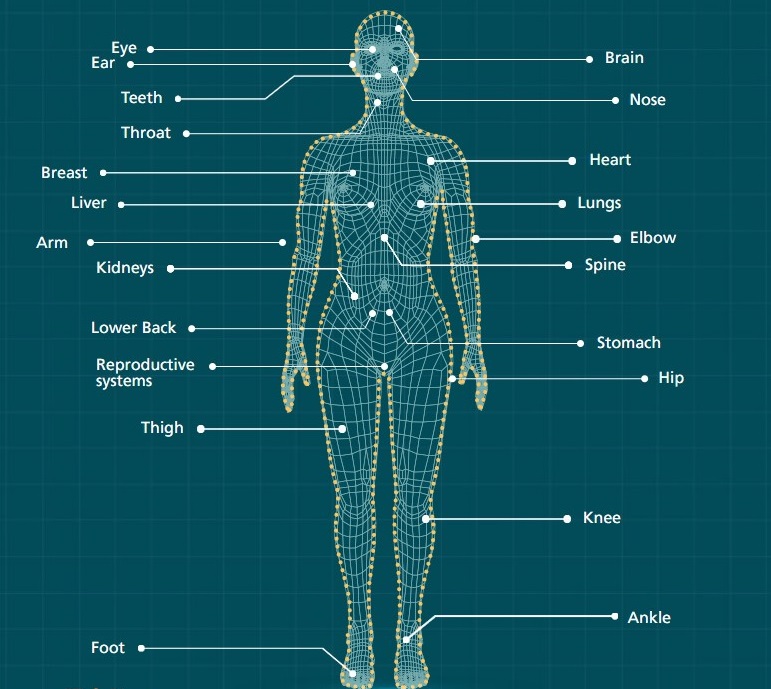 Eye
Ear
Teeth
Throat
Breast
Liver
Arm
Kidneys
Lower Back
Reproductive
systems
Thigh
Foot
Brain
Nose
Heart
Lungs
Elbow
Spine
Stomach
Hip
Knee
Ankle